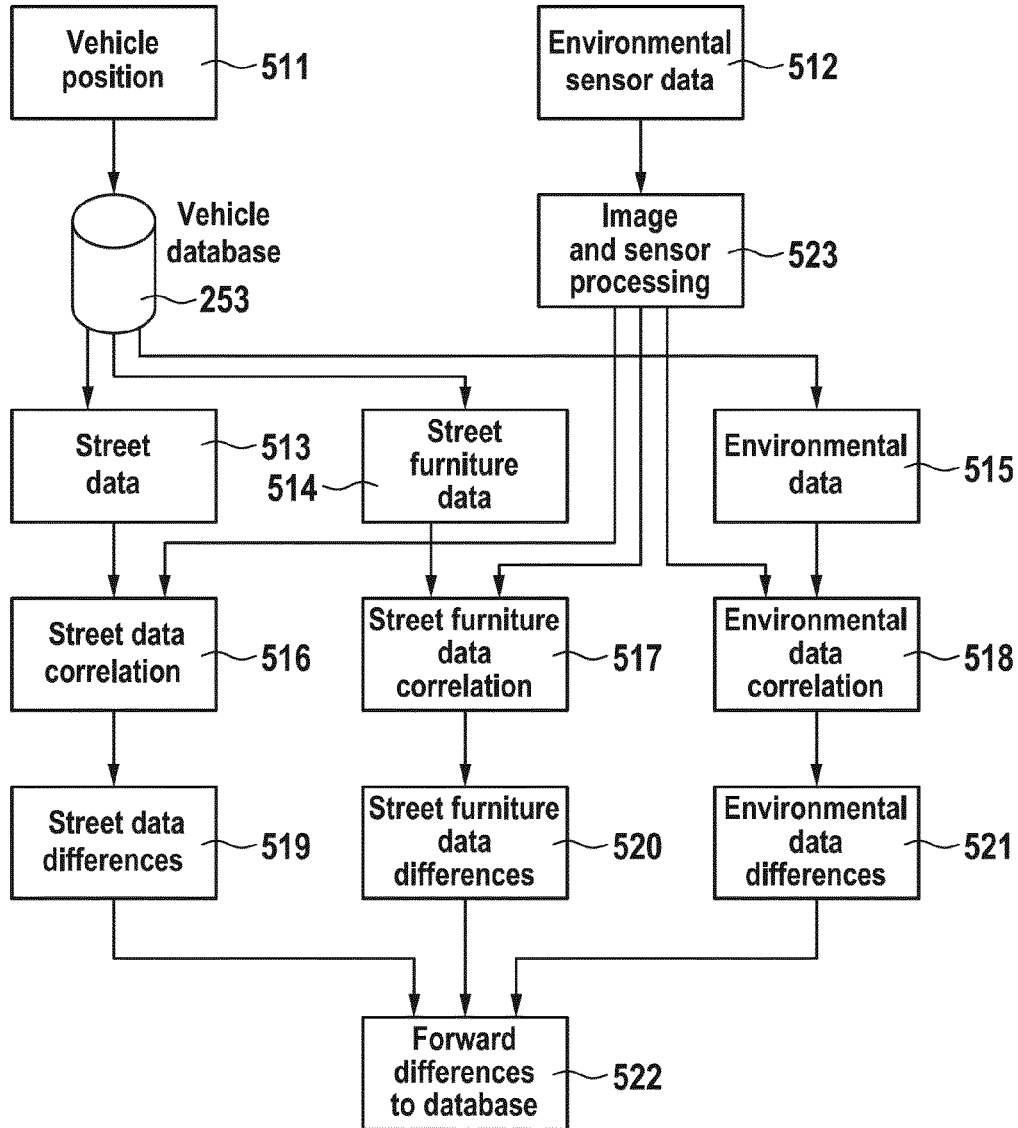 Vehicle
position
511
Environmental
sensor data
512
Vehicle
database
253
Image
and sensor
processing
523
Street
data
513
Street
furniture
data
514
Environmental
data
515
Street data
correlation
516
Street furniture
data
correlation
517
Environmental
data
correlation
518
Street data
differences
519
Street furniture
data
differences
520
Environmental
data
differences
521
Forward
differences
to database
522